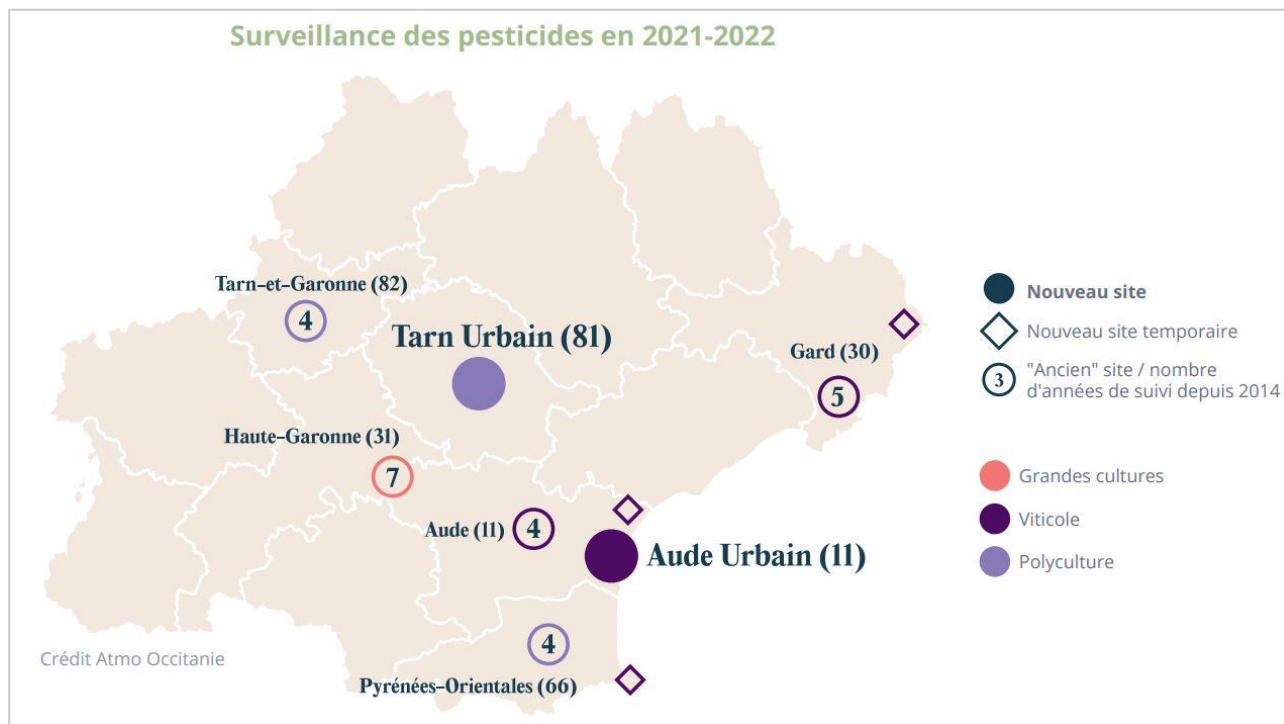 Surveillance des pesticides en 2021-2022
Tarn-et-Garonne (82)
4
Tarn Urbain (81)
Gard (30)
5
Haute-Garonne (31)
7
Aude (11)
4
Aude Urbain (11)
4
Pyrénées-Orientales (66)
Crédit Atmo Occitanie
Nouveau site
Nouveau site temporaire
3
"Ancien" site / nombre
d'années de suivi depuis 2014
Grandes cultures
Viticole
Polyculture